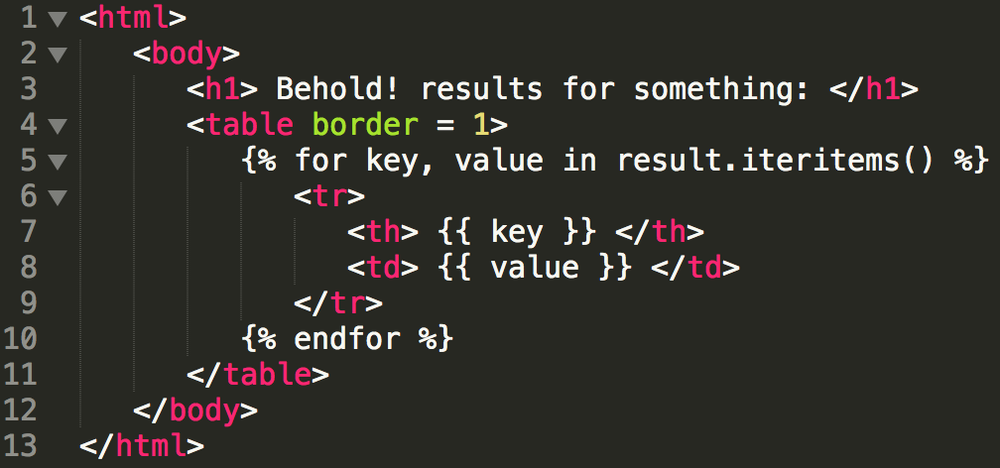 1 <html>
2 <body>
3 <h1> Behold! results for something: </h1>
4 <table border = 1>
5 {% for key, value in result.iteritems() %}
6 <tr>
7 <th> {{ key }} </th>
8 <td> {{ value }} </td>
9 </tr>
10 {% endfor %}
11 </table>
12 </body>
13 </html>